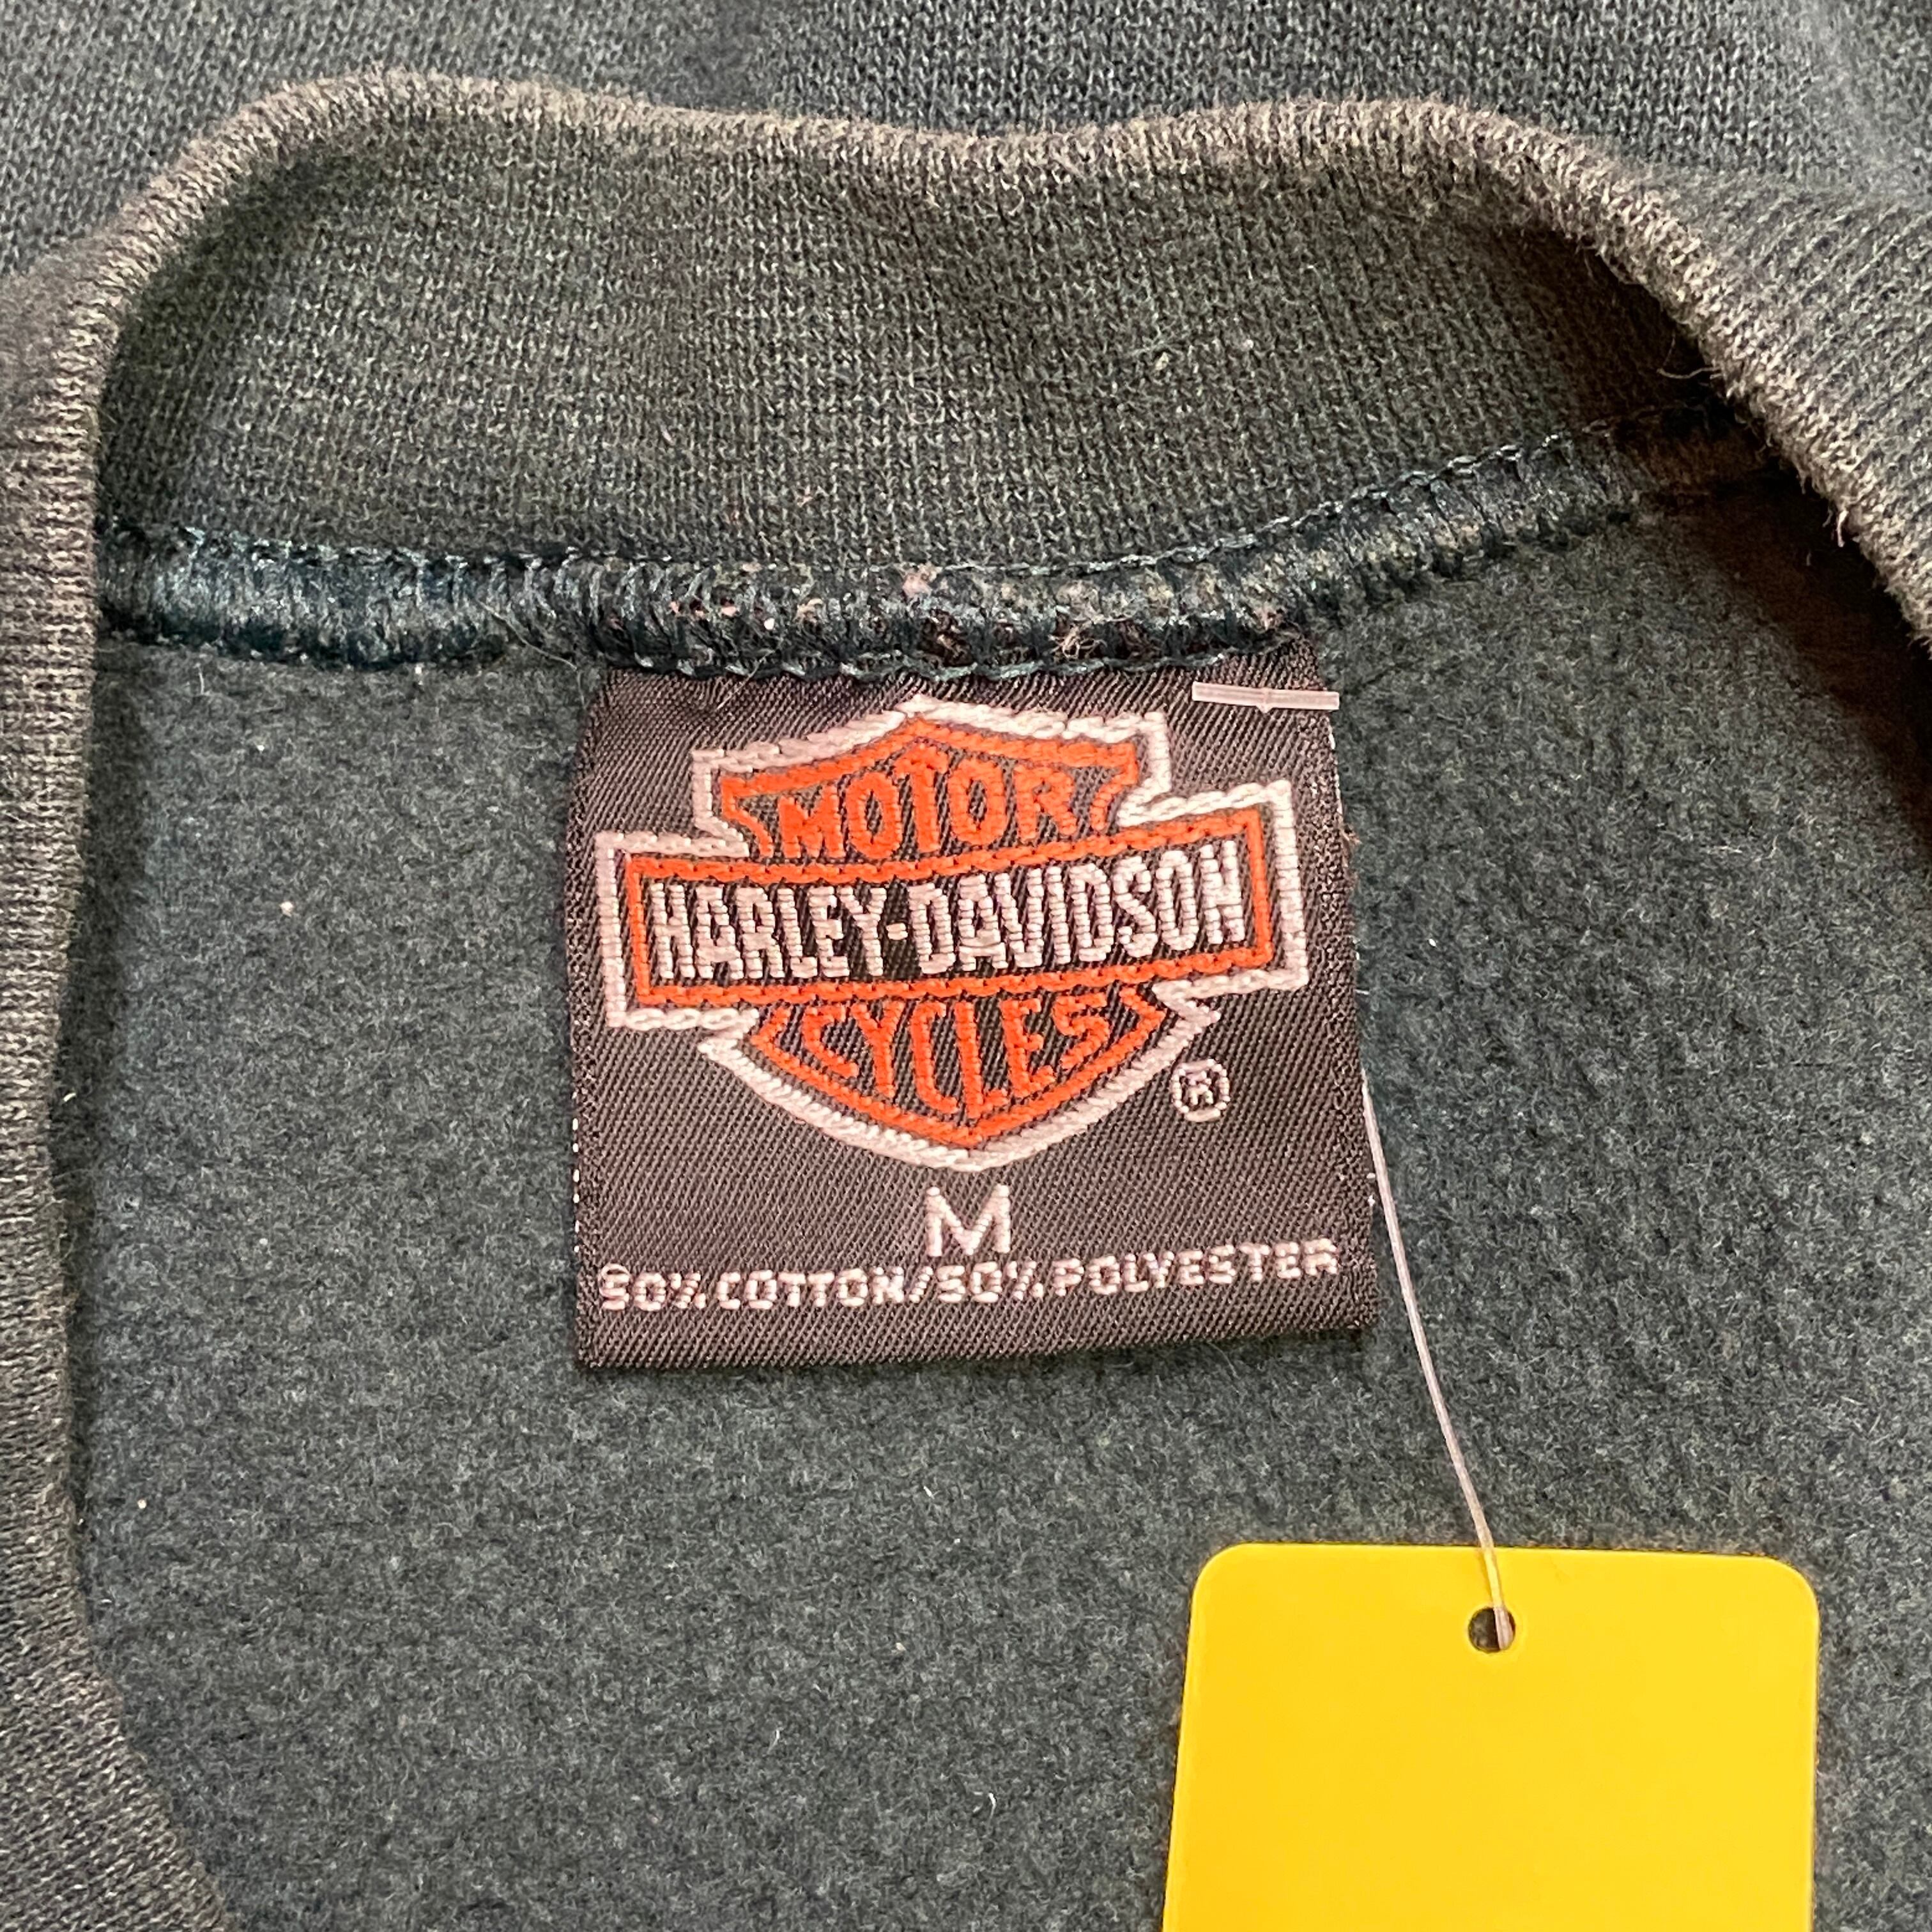 MOTOR
HARLEY-DAVIDSON
CYCLES
®
M
50% COTTON/50% POLYESTER